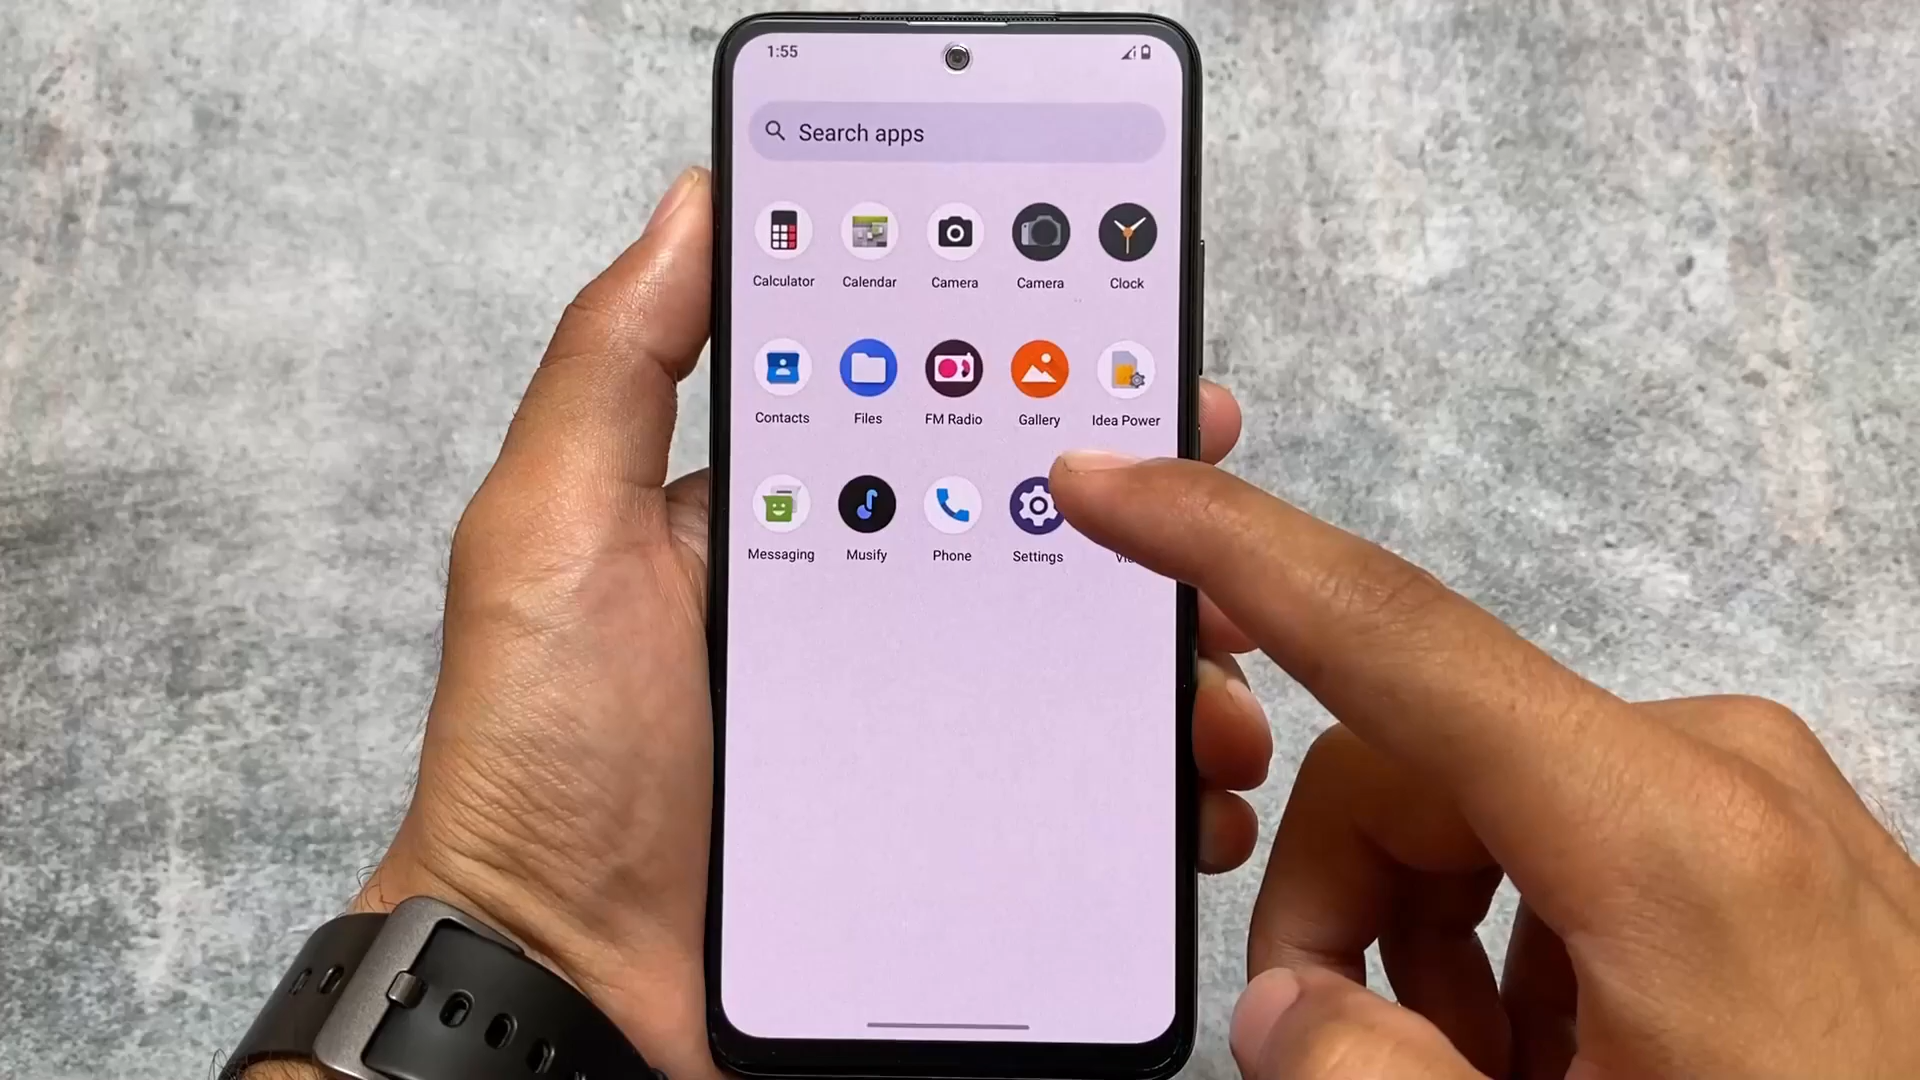 1:55
Search apps
Calculator Calendar Camera Camera Clock
Contacts Files FM Radio Gallery Idea Power
Messaging Musify Phone Settings